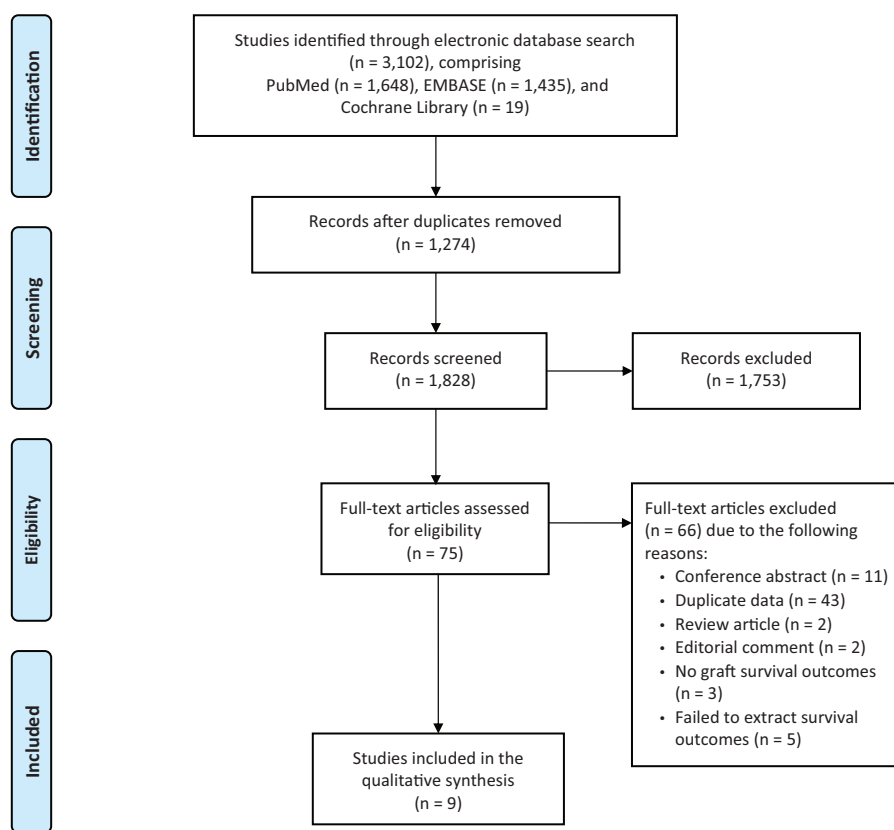 Identification
Studies identified through electronic database search
(n = 3,102), comprising
PubMed (n = 1,648), EMBASE (n = 1,435), and
Cochrane Library (n = 19)
Records after duplicates removed
(n = 1,274)
Screening
Records screened
(n = 1,828)
Records excluded
(n = 1,753)
Eligibility
Full-text articles assessed
for eligibility
(n = 75)
Full-text articles excluded
(n = 66) due to the following
reasons:
• Conference abstract (n = 11)
• Duplicate data (n = 43)
• Review article (n = 2)
• Editorial comment (n = 2)
• No graft survival outcomes
(n = 3)
• Failed to extract survival
outcomes (n = 5)
Included
Studies included in the
qualitative synthesis
(n = 9)